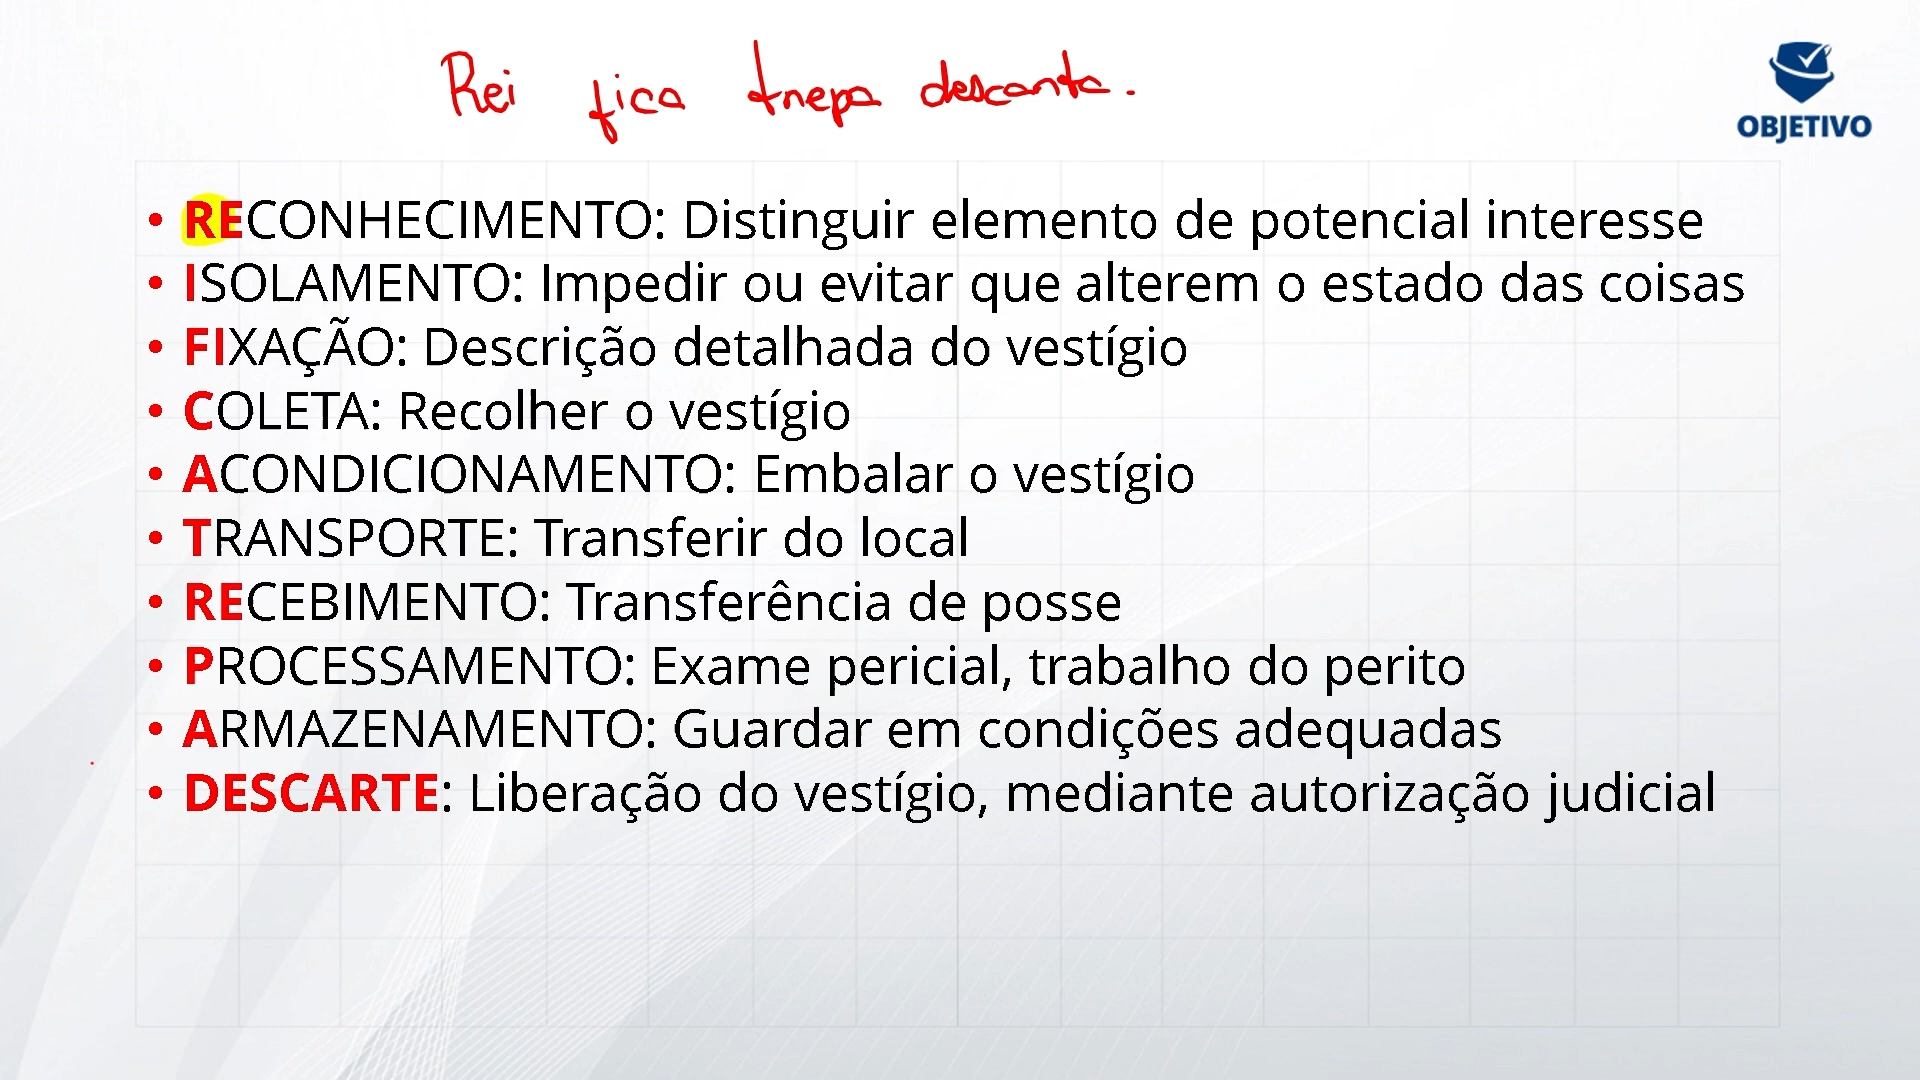 Rei fica trepa descarta.
OBJETIVO
• RECONHECIMENTO: Distinguir elemento de potencial interesse
• ISOLAMENTO: Impedir ou evitar que alterem o estado das coisas
• FIXAÇÃO: Descrição detalhada do vestígio
• COLETA: Recolher o vestígio
• ACONDICIONAMENTO: Embalar o vestígio
• TRANSPORTE: Transferir do local
• RECEBIMENTO: Transferência de posse
• PROCESSAMENTO: Exame pericial, trabalho do perito
• ARMAZENAMENTO: Guardar em condições adequadas
• DESCARTE: Liberação do vestígio, mediante autorização judicial